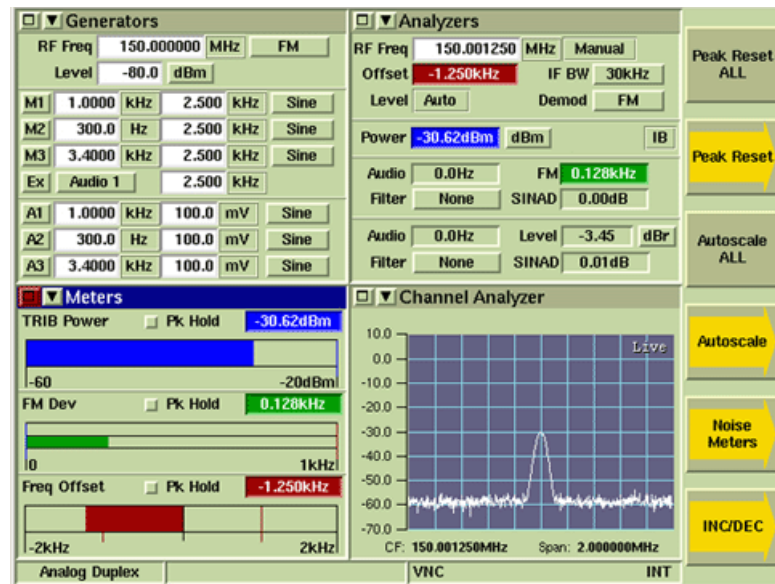 Generators
RF Freq 150.000000 MHz FM
Level -80.0 dBm
M1 1.0000 kHz 2.500 kHz Sine
M2 300.0 Hz 2.500 kHz Sine
M3 3.4000 kHz 2.500 kHz Sine
Ex Audio 1 2.500 kHz
A1 1.0000 kHz 100.0 mV Sine
A2 300.0 Hz 100.0 mV Sine
A3 3.4000 kHz 100.0 mV Sine
Analyzers
RF Freq 150.001250 MHz Manual
Offset -1.250kHz IF BW 30kHz
Level Auto Demod FM
Power -30.62dBm dBm IB
Audio 0.0Hz FM 0.128kHz
Filter None SINAD 0.00dB
Audio 0.0Hz Level -3.45 dBr
Filter None SINAD 0.01dB
Meters
TRIB Power Pk Hold -30.62dBm
-60 -20dBm
FM Dev Pk Hold 0.128kHz
0 1kHz
Freq Offset Pk Hold -1.250kHz
-2kHz 2kHz
Channel Analyzer
Live
10.0
0.0
-10.0
-20.0
-30.0
-40.0
-50.0
-60.0
-70.0
CF: 150.001250MHz Span: 2.000000MHz
Peak Reset
ALL
Peak Reset
Autoscale
ALL
Autoscale
Noise
Meters
INC/DEC
Analog Duplex VNC INT